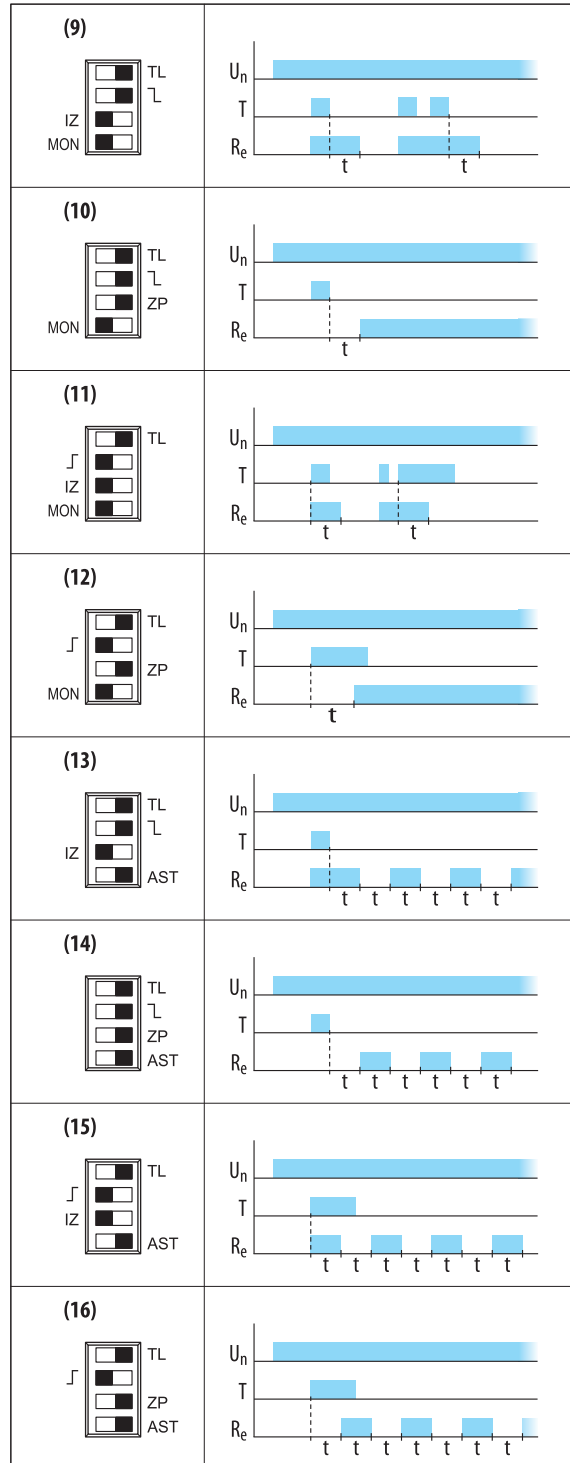 (9)
TL
IZ
MON
Un
T
Re
t t
(10)
TL
ZP
MON
Un
T
Re
t
(11)
TL
IZ
MON
Un
T
Re
t t
(12)
TL
ZP
MON
Un
T
Re
t
(13)
TL
IZ
AST
Un
T
Re
t t t t t
(14)
TL
ZP
AST
Un
T
Re
t t t t t t
(15)
TL
IZ
AST
Un
T
Re
t t t t t t t
(16)
TL
ZP
AST
Un
T
Re
t t t t t t t